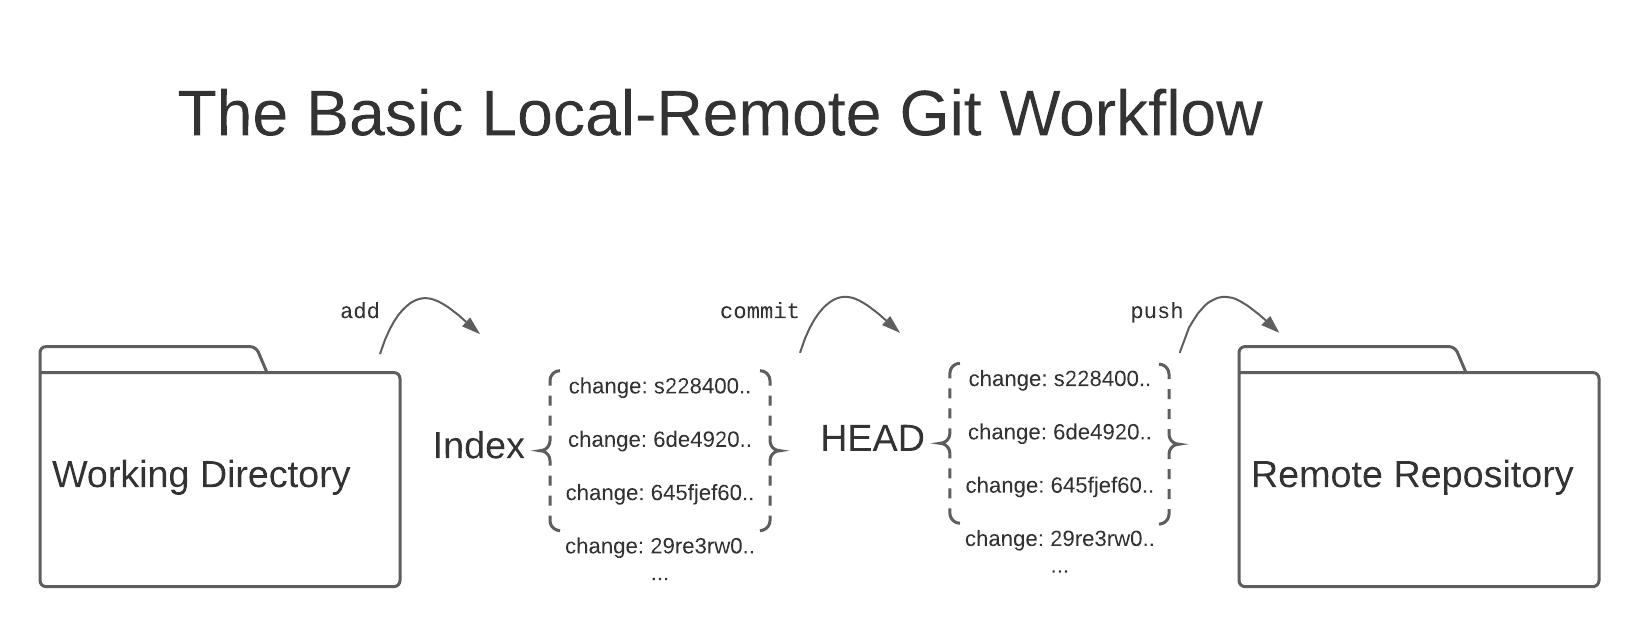 The Basic Local-Remote Git Workflow
add
commit
push
Working Directory
Index
change: s228400..
change: 6de4920..
change: 645fjef60..
change: 29re3rw0..
...
HEAD
change: s228400..
change: 6de4920..
change: 645fjef60..
change: 29re3rw0..
...
Remote Repository